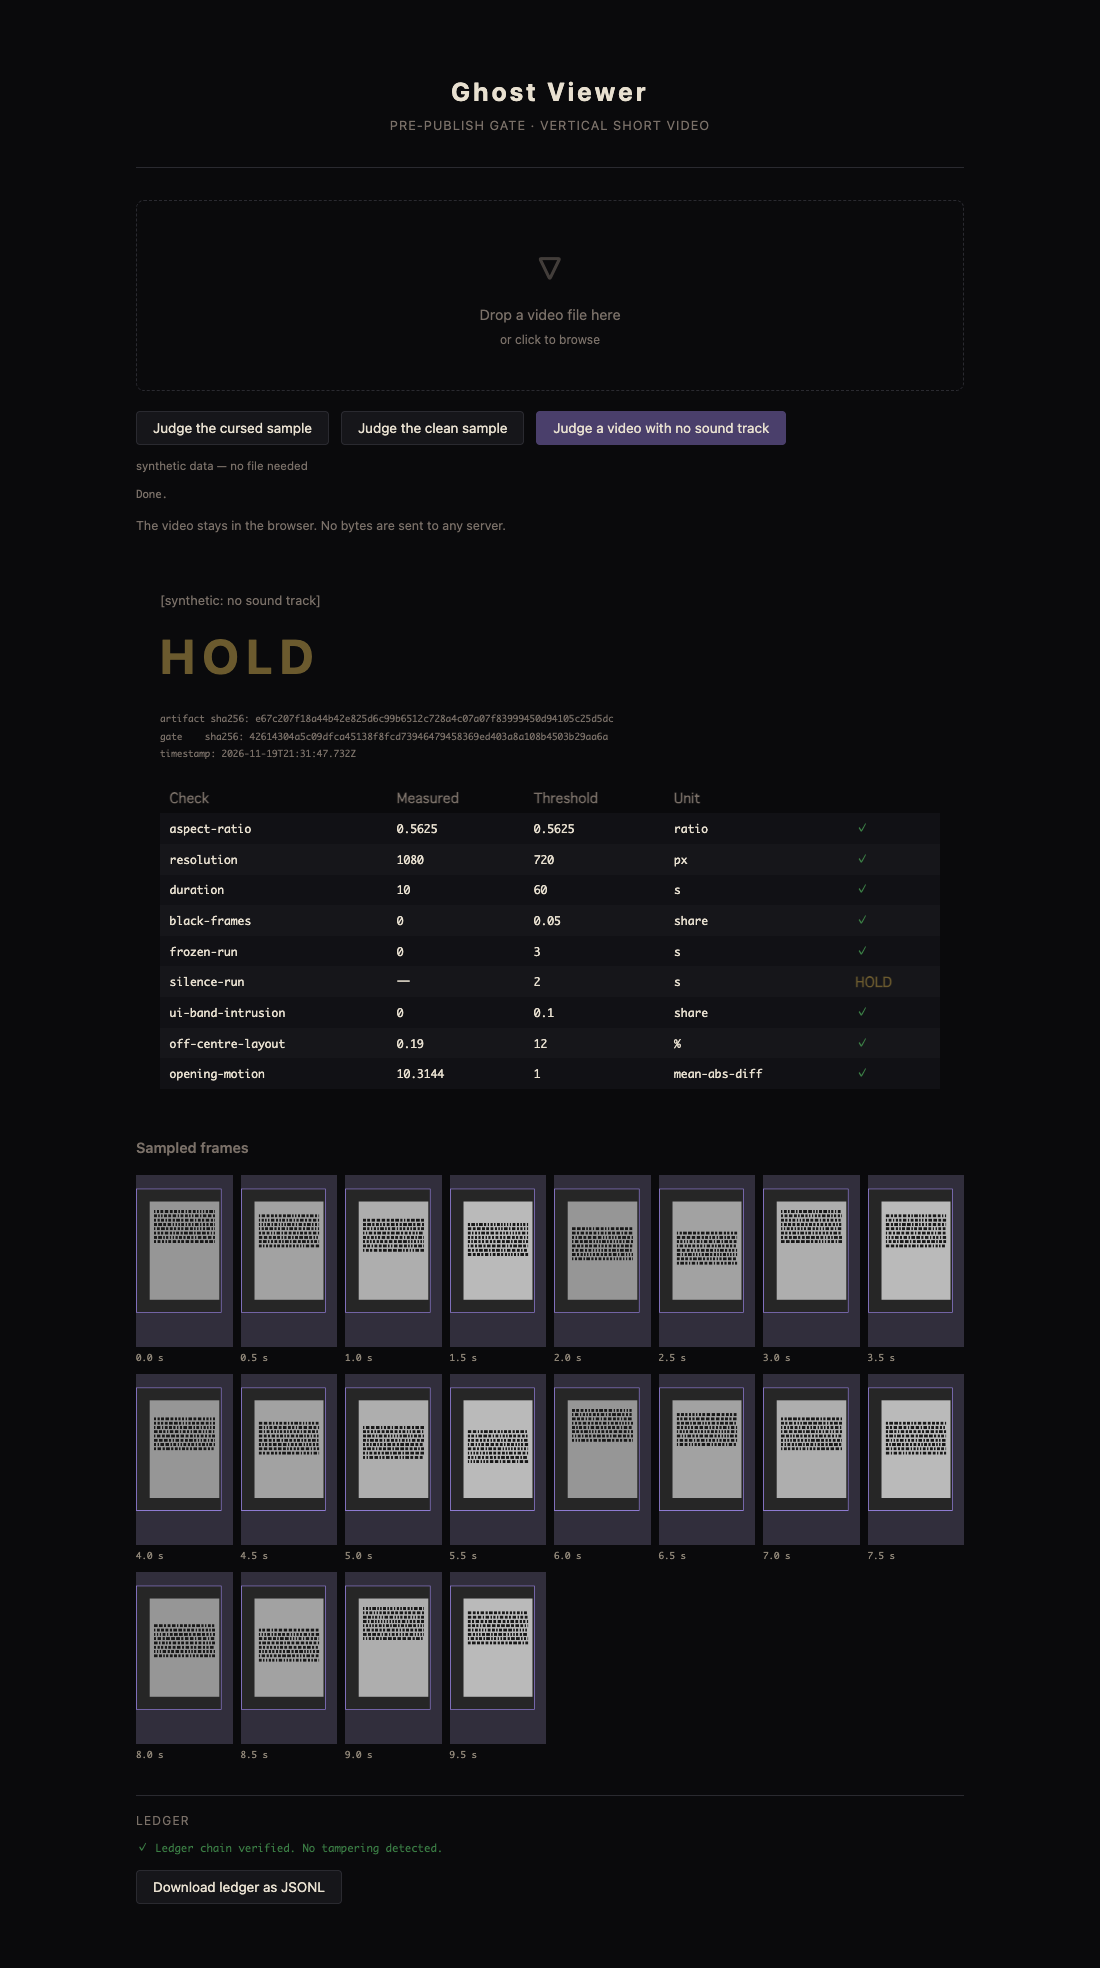 Ghost Viewer
PRE-PUBLISH GATE · VERTICAL SHORT VIDEO
Drop a video file here
or click to browse
Judge the cursed sample Judge the clean sample Judge a video with no sound track
synthetic data — no file needed
Done.
The video stays in the browser. No bytes are sent to any server.
[synthetic: no sound track]
HOLD
artifact sha256: e67c207f18a44b42e825d6c99b6512c728a4c07a07f83999450d94105c25d5dc
gate sha256: 42614304a5c09dfca45138f8fcd73946479458369ed403a8a108b4503b29aa6a
timestamp: 2026-11-19T21:31:47.732Z
Check Measured Threshold Unit
aspect-ratio 0.5625 0.5625 ratio ✓
resolution 1080 720 px ✓
duration 10 60 s ✓
black-frames 0 0.05 share ✓
frozen-run 0 3 s ✓
silence-run — 2 s HOLD
ui-band-intrusion 0 0.1 share ✓
off-centre-layout 0.19 12 % ✓
opening-motion 10.3144 1 mean-abs-diff ✓
Sampled frames
0.0 s 0.5 s 1.0 s 1.5 s 2.0 s 2.5 s 3.0 s 3.5 s
4.0 s 4.5 s 5.0 s 5.5 s 6.0 s 6.5 s 7.0 s 7.5 s
8.0 s 8.5 s 9.0 s 9.5 s
LEDGER
✓ Ledger chain verified. No tampering detected.
Download ledger as JSONL